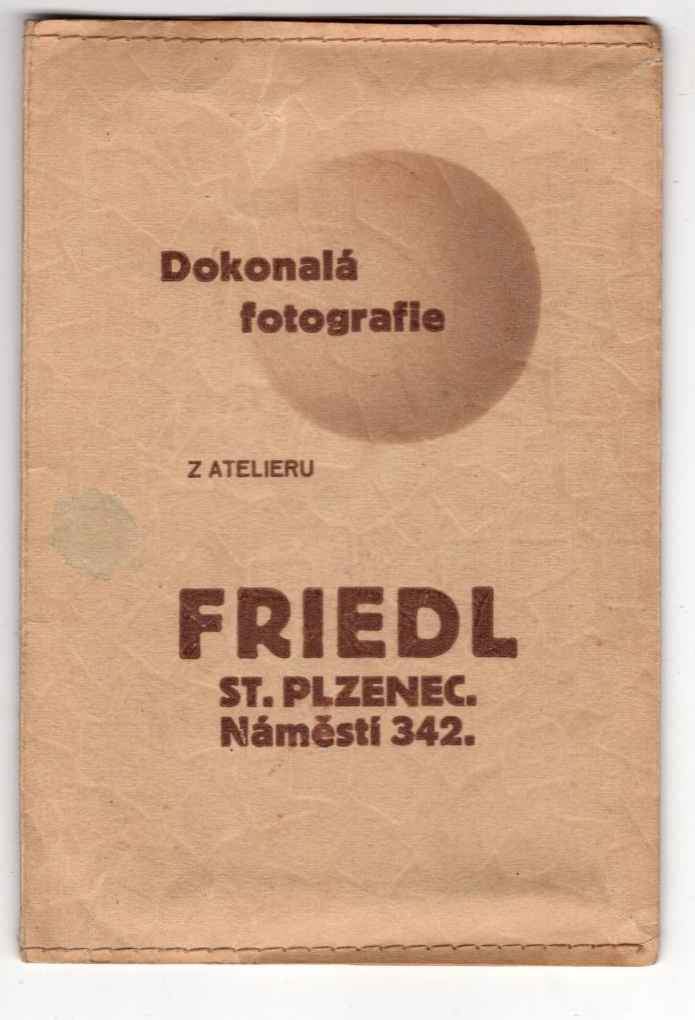 Dokonalá
fotografie
Z ATELIERU
FRIEDL
ST. PLZENEC.
Náměstí 342.